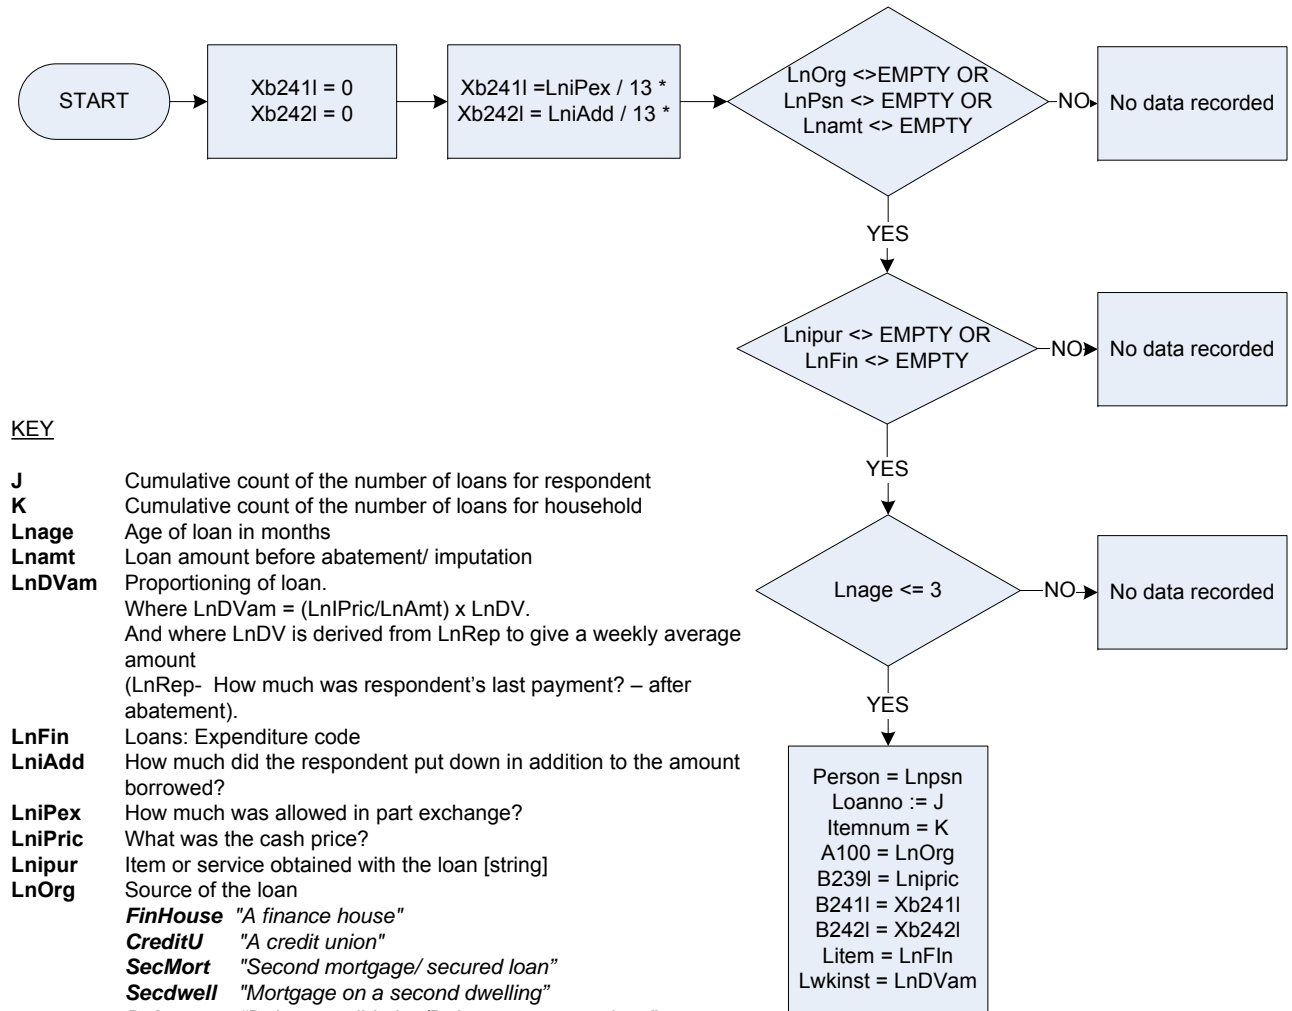 START
Xb241l = 0
Xb242l = 0
Xb241l =LniPex / 13 *
Xb242l = LniAdd / 13 *
LnOrg <>EMPTY OR
LnPsn <> EMPTY OR
Lnamt <> EMPTY
NO
No data recorded
YES
Lnipur <> EMPTY OR
LnFin <> EMPTY
NO
No data recorded
YES
Lnage <= 3
NO
No data recorded
YES
Person = Lnpsn
Loanno := J
Itemnum = K
A100 = LnOrg
B239l = Lnipric
B241l = Xb241l
B242l = Xb242l
Litem = LnFIn
Lwkinst = LnDVam
KEY
J Cumulative count of the number of loans for respondent
K Cumulative count of the number of loans for household
Lnage Age of loan in months
Lnamt Loan amount before abatement/ imputation
LnDVam Proportioning of loan.
Where LnDVam = (LnIPric/LnAmt) x LnDV.
And where LnDV is derived from LnRep to give a weekly average
amount
(LnRep- How much was respondent's last payment? – after
abatement).
LnFin Loans: Expenditure code
LniAdd How much did the respondent put down in addition to the amount
borrowed?
LniPex How much was allowed in part exchange?
LniPric What was the cash price?
Lnipur Item or service obtained with the loan [string]
LnOrg Source of the loan
FinHouse "A finance house"
CreditU "A credit union"
SecMort "Second mortgage/ secured loan”
Secdwell "Mortgage on a second dwelling”